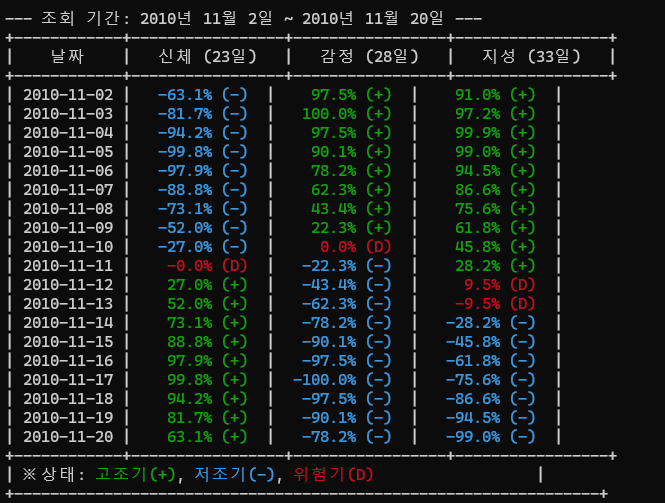 --- 조회 기간: 2010년 11월 2일 ~ 2010년 11월 20일 ---
+-------------+-----------------+-----------------+-----------------+
| 날짜 | 신체 (23일) | 감정 (28일) | 지성 (33일) |
+-------------+-----------------+-----------------+----------------+
| 2010-11-02 | -63.1% (-) | 97.5% (+) | 91.0% (+) |
| 2010-11-03 | -81.7% (-) | 100.0% (+) | 97.2% (+) |
| 2010-11-04 | -94.2% (-) | 97.5% (+) | 99.9% (+) |
| 2010-11-05 | -99.8% (-) | 90.1% (+) | 99.0% (+) |
| 2010-11-06 | -97.9% (-) | 78.2% (+) | 94.5% (+) |
| 2010-11-07 | -88.8% (-) | 62.3% (+) | 86.6% (+) |
| 2010-11-08 | -73.1% (-) | 43.4% (+) | 75.6% (+) |
| 2010-11-09 | -52.0% (-) | 22.3% (+) | 61.8% (+) |
| 2010-11-10 | -27.0% (-) | 0.0% (D) | 45.8% (+) |
| 2010-11-11 | -0.0% (D) | -22.3% (-) | 28.2% (+) |
| 2010-11-12 | 27.0% (+) | -43.4% (-) | 9.5% (D) |
| 2010-11-13 | 52.0% (+) | -62.3% (-) | -9.5% (D) |
| 2010-11-14 | 73.1% (+) | -78.2% (-) | -28.2% (-) |
| 2010-11-15 | 88.8% (+) | -90.1% (-) | -45.8% (-) |
| 2010-11-16 | 97.9% (+) | -97.5% (-) | -61.8% (-) |
| 2010-11-17 | 99.8% (+) | -100.0% (-) | -75.6% (-) |
| 2010-11-18 | 94.2% (+) | -97.5% (-) | -86.6% (-) |
| 2010-11-19 | 81.7% (+) | -90.1% (-) | -94.5% (-) |
| 2010-11-20 | 63.1% (+) | -78.2% (-) | -99.0% (-) |
+-------------+-----------------+-----------------+-----------------+
| ※상태: 고조기(+), 저조기(-), 위험기(D) |
+-----------------------------------------------------------------+